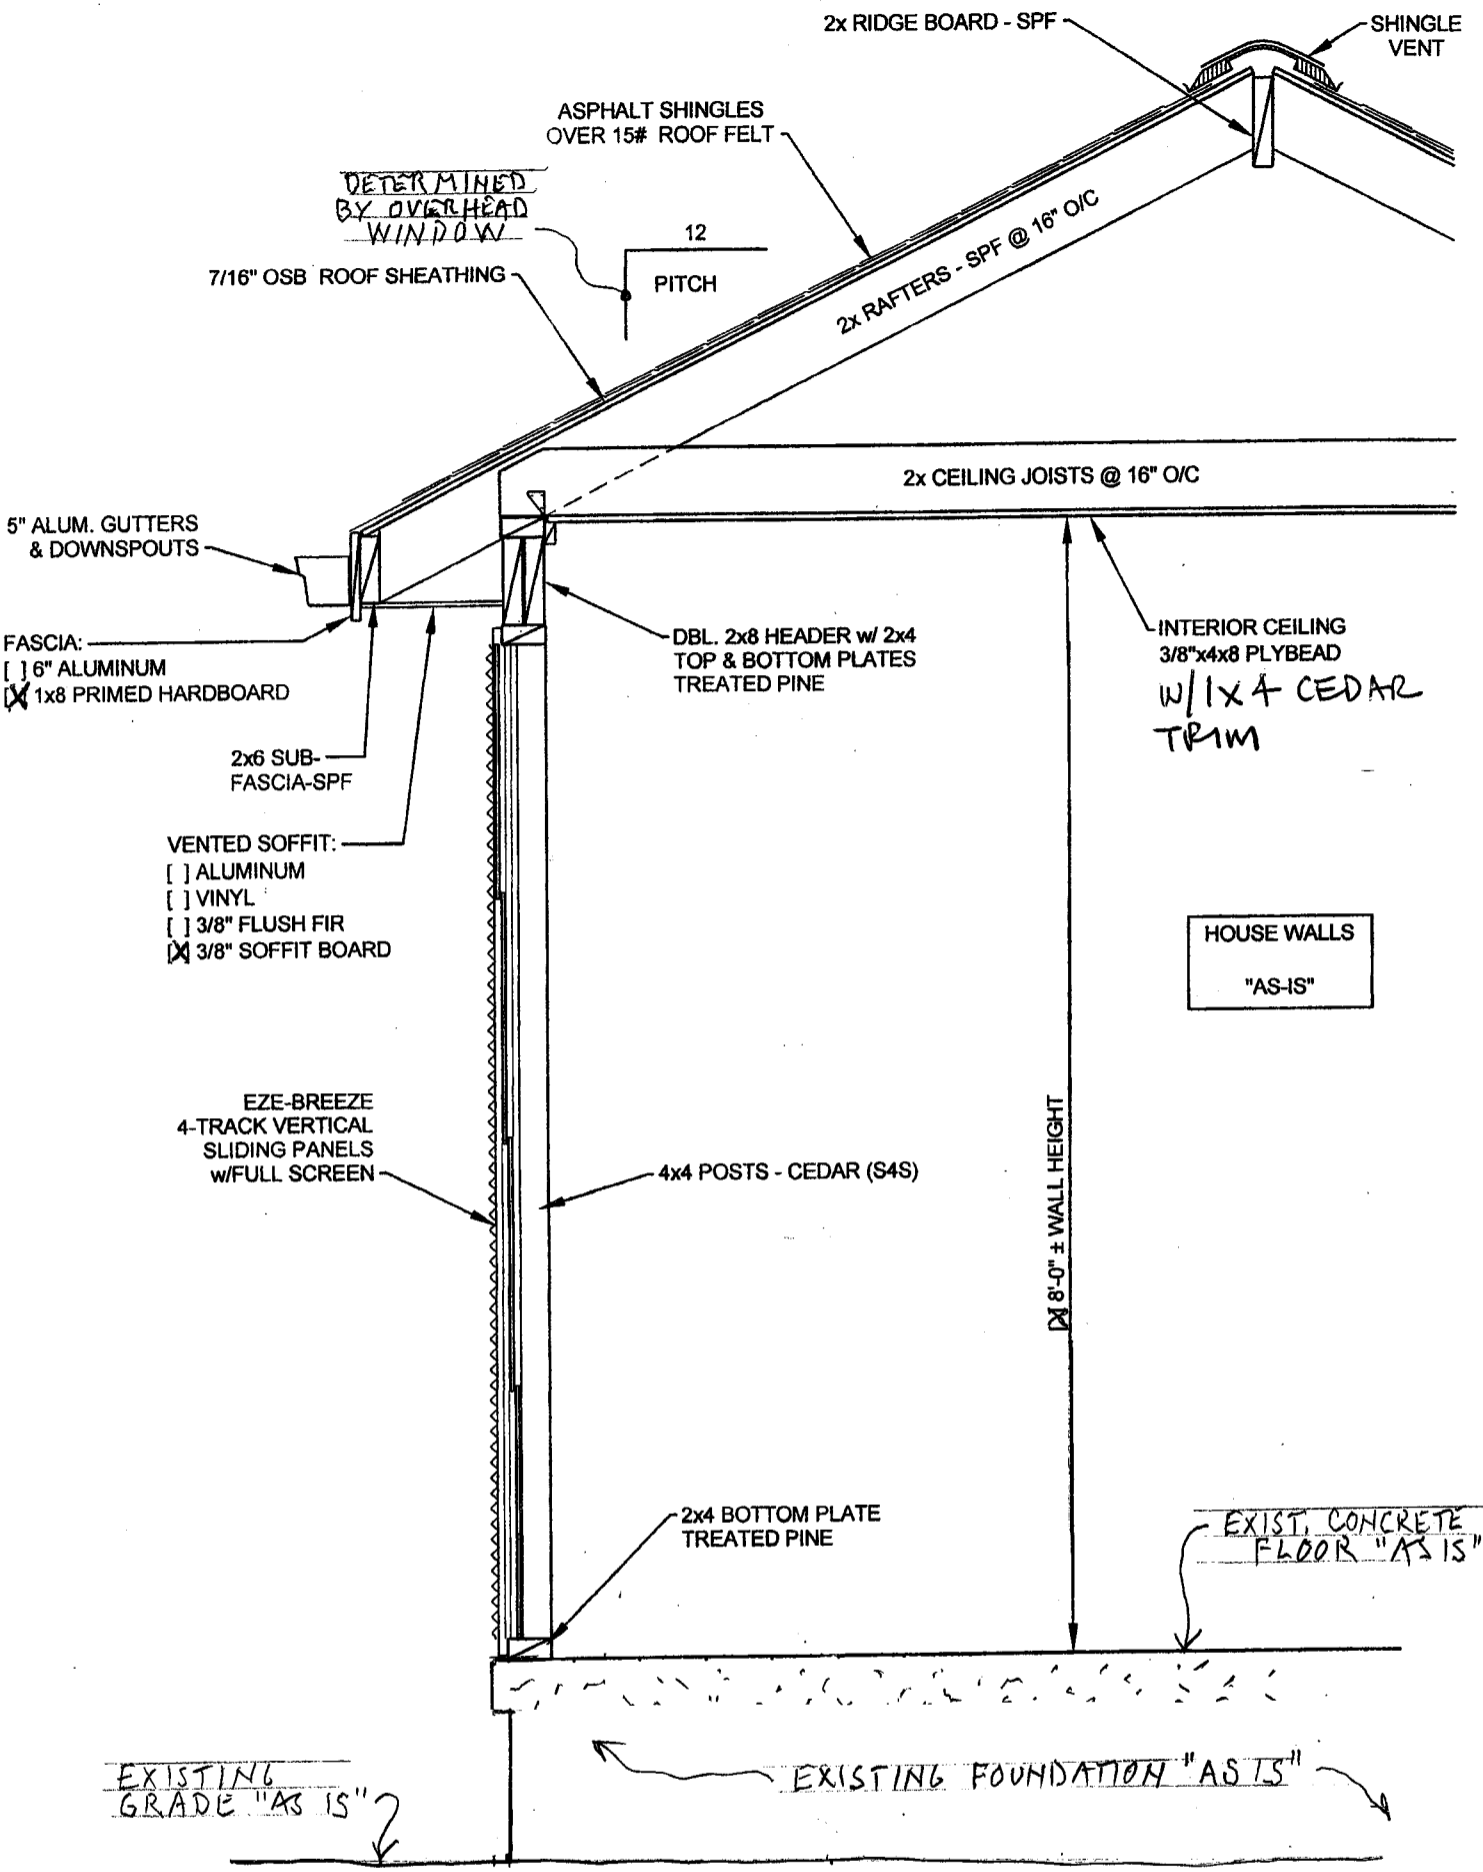 2x RIDGE BOARD - SPF
SHINGLE
VENT
ASPHALT SHINGLES
OVER 15# ROOF FELT
DETERMINED
BY OVERHEAD
WINDOW
12
PITCH
7/16" OSB ROOF SHEATHING
2x RAFTERS - SPF @ 16" O/C
2x CEILING JOISTS @ 16" O/C
5" ALUM. GUTTERS
& DOWNSPOUTS
FASCIA:
[ ] 6" ALUMINUM
[X] 1x8 PRIMED HARDBOARD
DBL. 2x8 HEADER w/ 2x4
TOP & BOTTOM PLATES
TREATED PINE
INTERIOR CEILING
3/8"x4x8 PLYBEAD
W/1X4 CEDAR
TRIM
2x6 SUB-
FASCIA-SPF
VENTED SOFFIT:
[ ] ALUMINUM
[ ] VINYL
[ ] 3/8" FLUSH FIR
[X] 3/8" SOFFIT BOARD
HOUSE WALLS
"AS-IS"
EZE-BREEZE
4-TRACK VERTICAL
SLIDING PANELS
w/FULL SCREEN
4x4 POSTS - CEDAR (S4S)
[X] 8'-0" ± WALL HEIGHT
2x4 BOTTOM PLATE
TREATED PINE
EXIST. CONCRETE
FLOOR "AS IS"
EXISTING
GRADE "AS IS"
EXISTING FOUNDATION "AS IS"